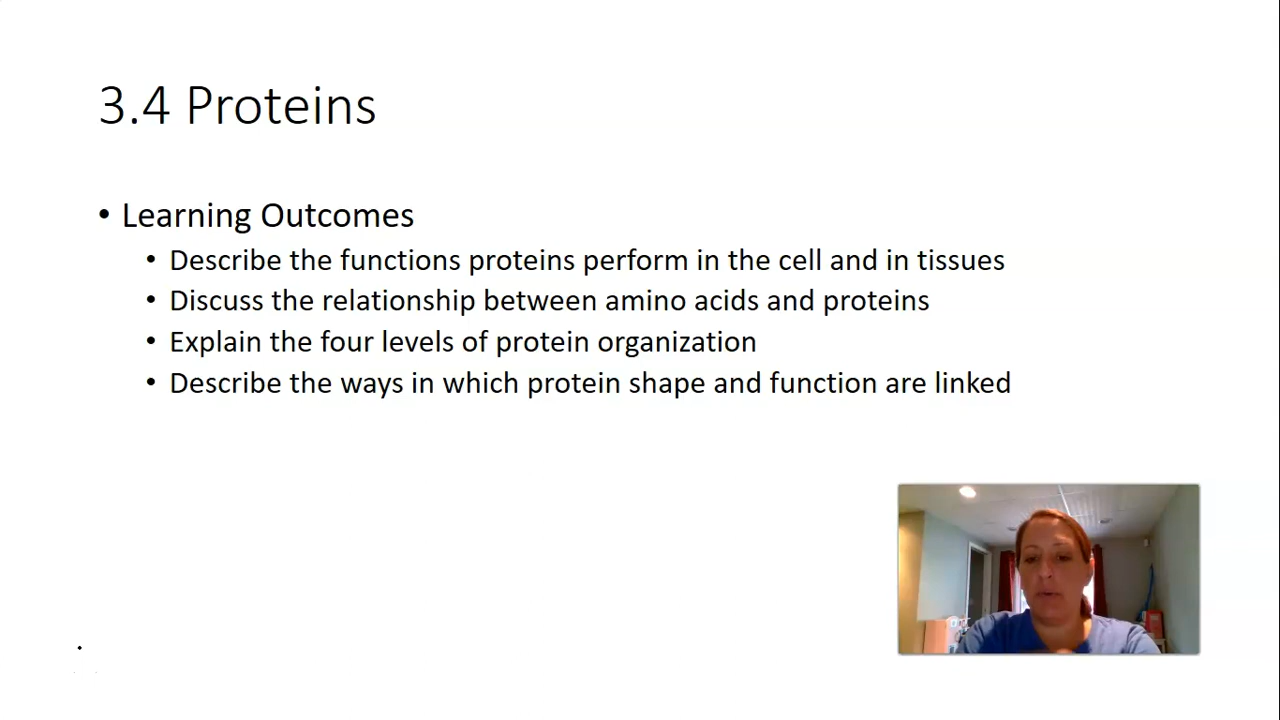 3.4 Proteins
• Learning Outcomes
• Describe the functions proteins perform in the cell and in tissues
• Discuss the relationship between amino acids and proteins
• Explain the four levels of protein organization
• Describe the ways in which protein shape and function are linked